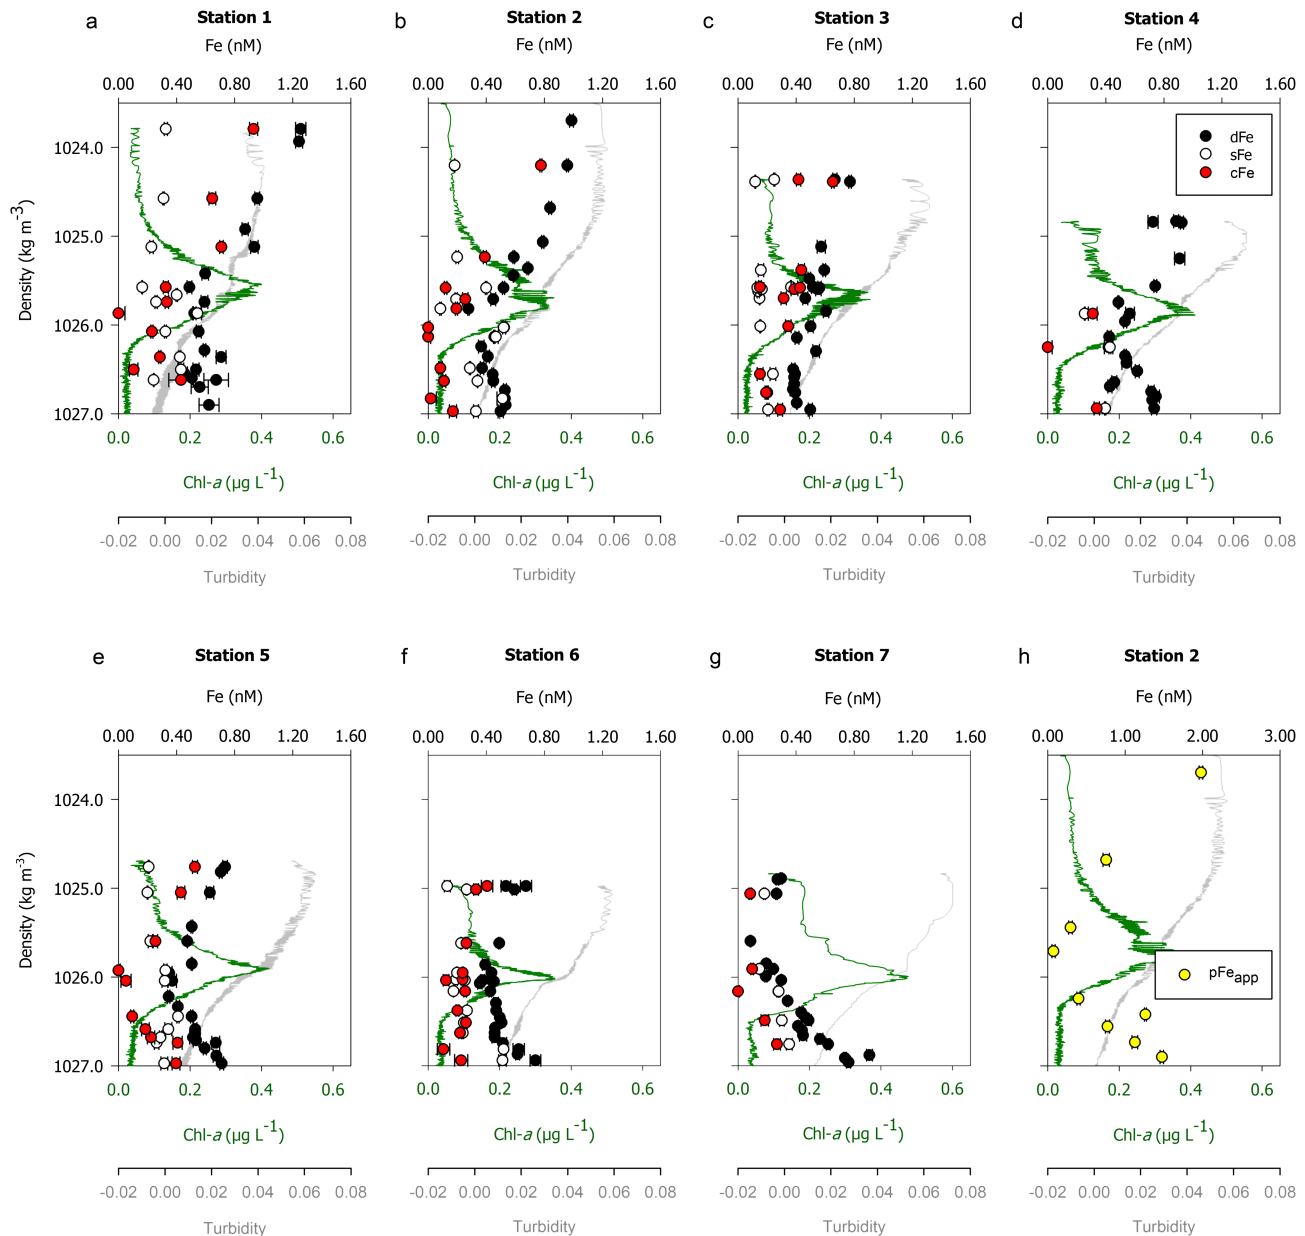 a Station 1 b Station 2 c Station 3 d Station 4
Fe (nM) Fe (nM) Fe (nM) Fe (nM)
0.00 0.40 0.80 1.20 1.60 0.00 0.40 0.80 1.20 1.60 0.00 0.40 0.80 1.20 1.60 0.00 0.40 0.80 1.20 1.60
dFe
sFe
cFe
1024.0
1025.0
1026.0
1027.0
Density (kg m-3)
0.0 0.2 0.4 0.6 0.0 0.2 0.4 0.6 0.0 0.2 0.4 0.6 0.0 0.2 0.4 0.6
Chl-a (µg L-1) Chl-a (µg L-1) Chl-a (µg L-1) Chl-a (µg L-1)
-0.02 0.00 0.02 0.04 0.06 0.08 -0.02 0.00 0.02 0.04 0.06 0.08 -0.02 0.00 0.02 0.04 0.06 0.08 -0.02 0.00 0.02 0.04 0.06 0.08
Turbidity Turbidity Turbidity Turbidity
e Station 5 f Station 6 g Station 7 h Station 2
Fe (nM) Fe (nM) Fe (nM) Fe (nM)
0.00 0.40 0.80 1.20 1.60 0.00 0.40 0.80 1.20 1.60 0.00 0.40 0.80 1.20 1.60 0.00 1.00 2.00 3.00
1024.0
1025.0
1026.0
1027.0
Density (kg m-3)
pFeapp
0.0 0.2 0.4 0.6 0.0 0.2 0.4 0.6 0.0 0.2 0.4 0.6 0.0 0.2 0.4 0.6
Chl-a (µg L-1) Chl-a (µg L-1) Chl-a (µg L-1) Chl-a (µg L-1)
-0.02 0.00 0.02 0.04 0.06 0.08 -0.02 0.00 0.02 0.04 0.06 0.08 -0.02 0.00 0.02 0.04 0.06 0.08 -0.02 0.00 0.02 0.04 0.06 0.08
Turbidity Turbidity Turbidity Turbidity